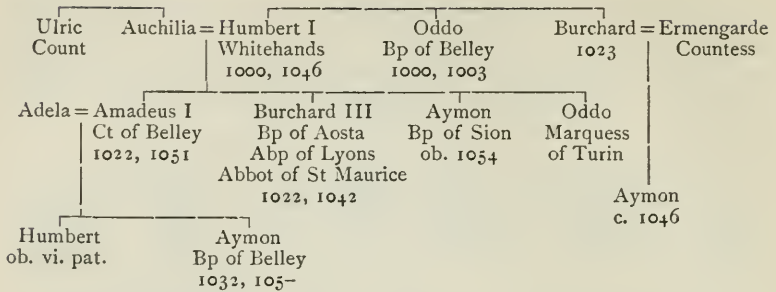 Ulric Auchilia = Humbert I Oddo Burchard = Ermengarde
Count Whitehands Bp of Belley 1023 Countess
1000, 1046 1000, 1003
Adela = Amadeus I Burchard III Aymon Oddo
Ct of Belley Bp of Aosta Bp of Sion Marquess
1022, 1051 Abp of Lyons ob. 1054 of Turin
Abbot of St Maurice
1022, 1042 Aymon
c. 1046
Humbert Aymon
ob. vi. pat. Bp of Belley
1032, 105–